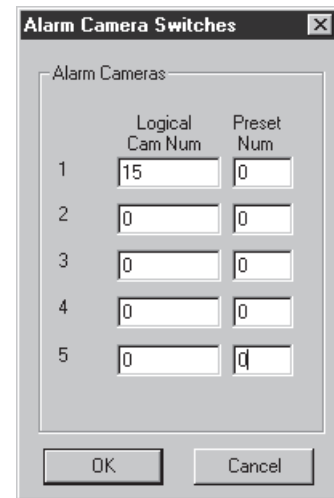 Alarm Camera Switches
Alarm Cameras
Logical Preset
Cam Num Num
1 15 0
2 0 0
3 0 0
4 0 0
5 0 0
OK Cancel